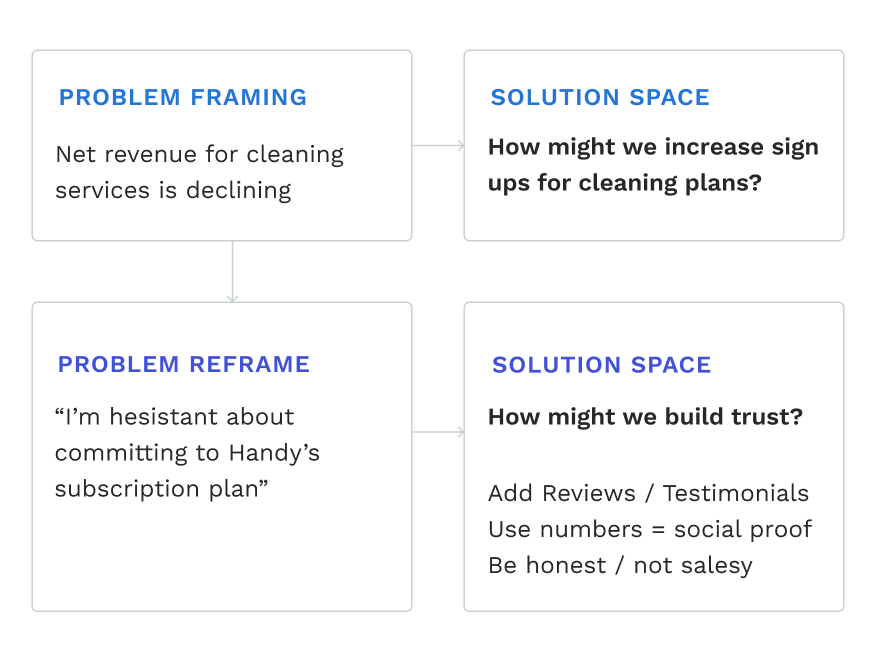 PROBLEM FRAMING
Net revenue for cleaning
services is declining
SOLUTION SPACE
How might we increase sign
ups for cleaning plans?
PROBLEM REFRAME
“I’m hesistant about
committing to Handy’s
subscription plan”
SOLUTION SPACE
How might we build trust?
Add Reviews / Testimonials
Use numbers = social proof
Be honest / not salesy